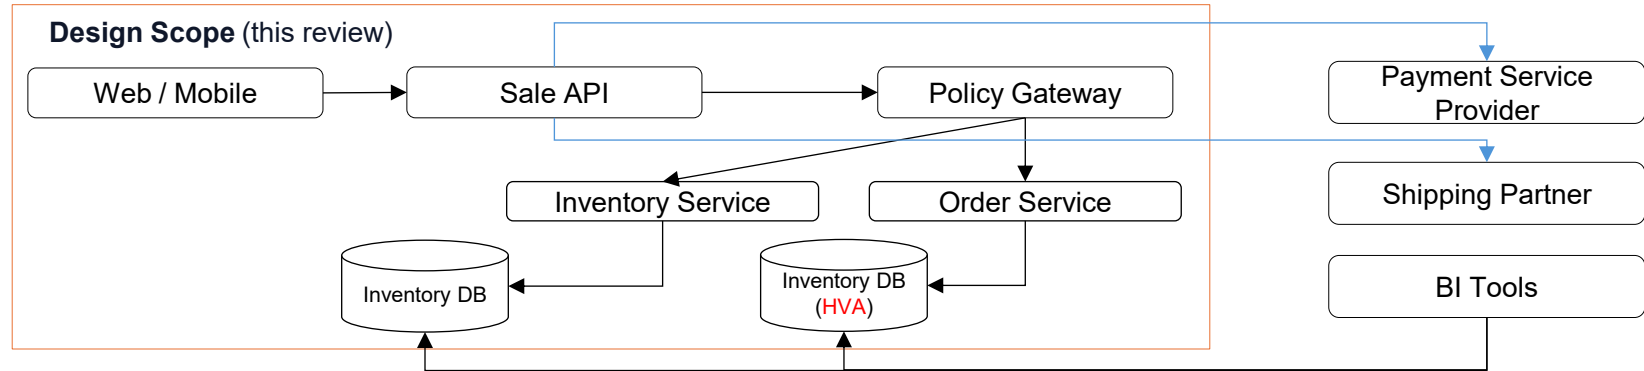 Design Scope (this review)
Web / Mobile
Sale API
Policy Gateway
Payment Service
Provider
Inventory Service
Order Service
Shipping Partner
Inventory DB
Inventory DB
(HVA)
BI Tools